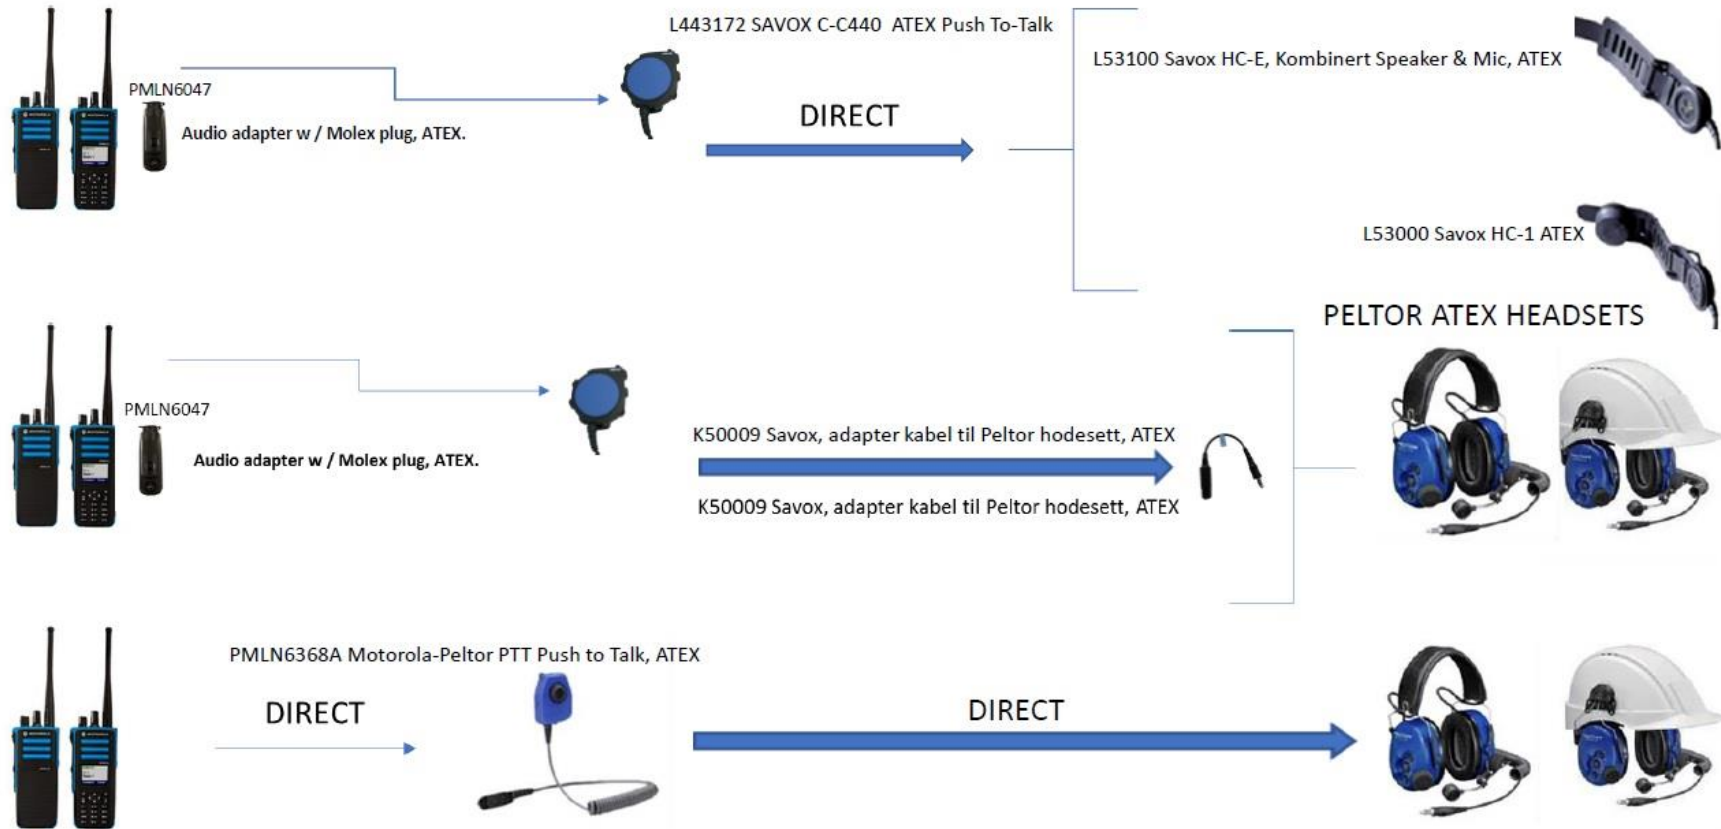 L443172 SAVOX C-C440  ATEX Push To-Talk
L53100 Savox HC-E, Kombinert Speaker & Mic, ATEX
PMLN6047
Audio adapter w / Molex plug, ATEX.
DIRECT
L53000 Savox HC-1 ATEX
PELTOR ATEX HEADSETS
PMLN6047
Audio adapter w / Molex plug, ATEX.
K50009 Savox, adapter kabel til Peltor hodesett, ATEX
K50009 Savox, adapter kabel til Peltor hodesett, ATEX
PMLN6368A Motorola-Peltor PTT Push to Talk, ATEX
DIRECT
DIRECT